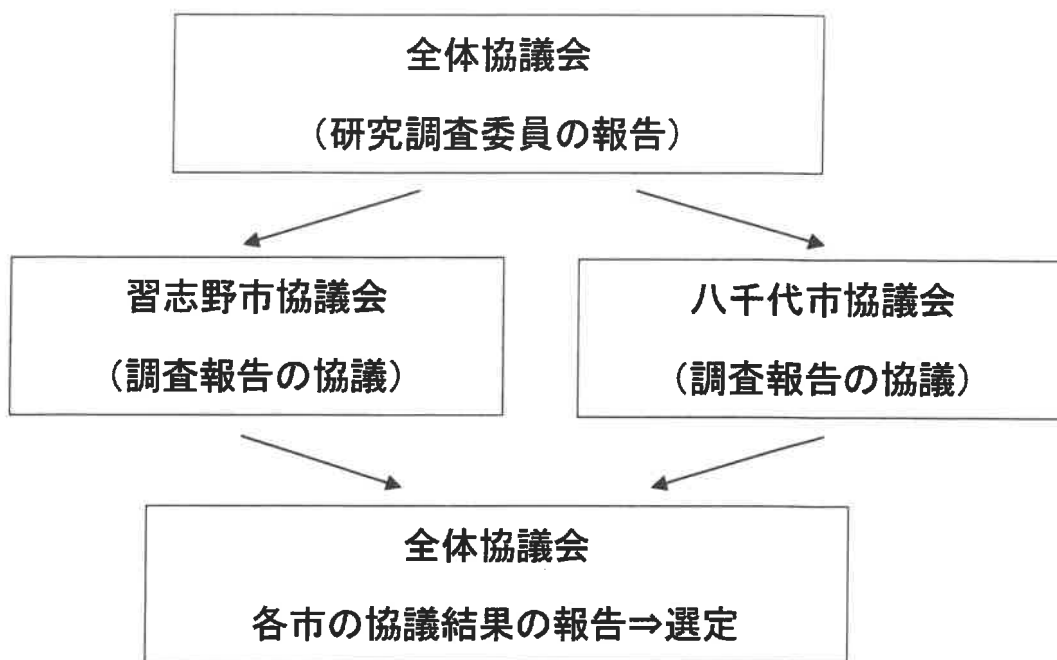 全体協議会
（研究調査委員の報告）
習志野市協議会
（調査報告の協議）
八千代市協議会
（調査報告の協議）
全体協議会
各市の協議結果の報告⇒選定